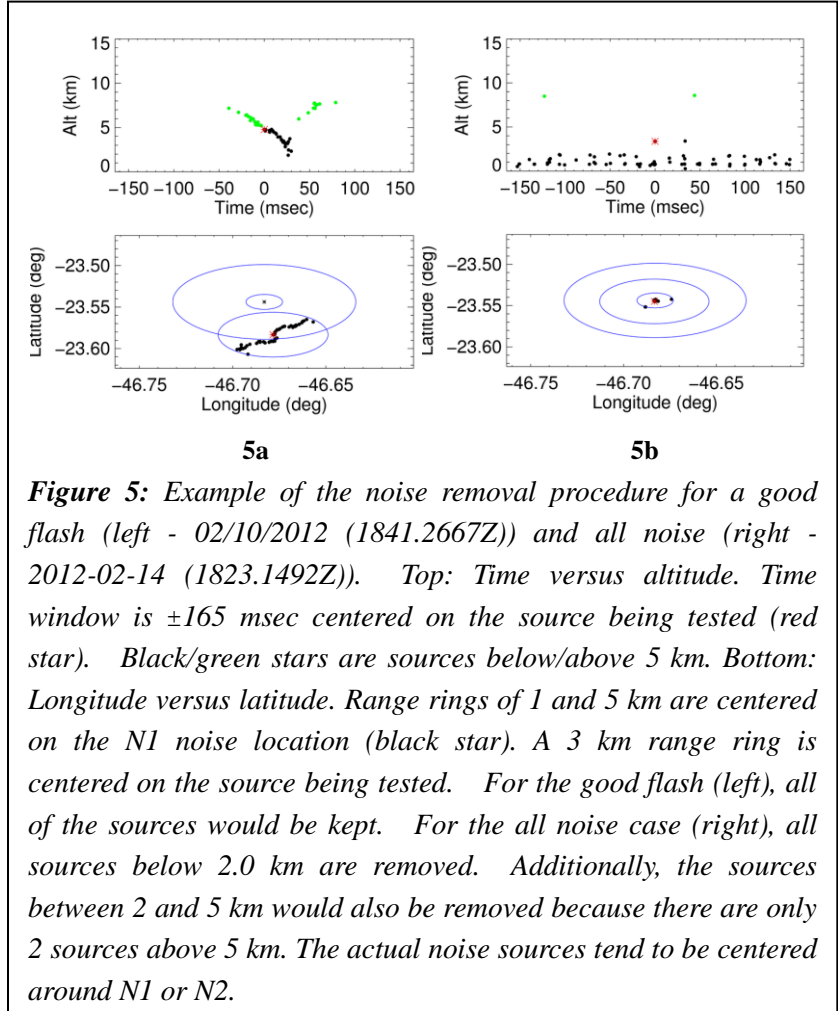 15
10
5
0
Alt (km)
−150 −100 −50 0 50 100 150
Time (msec)
15
10
5
0
Alt (km)
−150 −100 −50 0 50 100 150
Time (msec)
−23.50
−23.55
−23.60
Latitude (deg)
−46.75 −46.70 −46.65
Longitude (deg)
−23.50
−23.55
−23.60
Latitude (deg)
−46.75 −46.70 −46.65
Longitude (deg)
5a 5b
Figure 5: Example of the noise removal procedure for a good
flash (left - 02/10/2012 (1841.2667Z)) and all noise (right -
2012-02-14 (1823.1492Z)). Top: Time versus altitude. Time
window is ±165 msec centered on the source being tested (red
star). Black/green stars are sources below/above 5 km. Bottom:
Longitude versus latitude. Range rings of 1 and 5 km are centered
on the N1 noise location (black star). A 3 km range ring is
centered on the source being tested. For the good flash (left), all
of the sources would be kept. For the all noise case (right), all
sources below 2.0 km are removed. Additionally, the sources
between 2 and 5 km would also be removed because there are only
2 sources above 5 km. The actual noise sources tend to be centered
around N1 or N2.